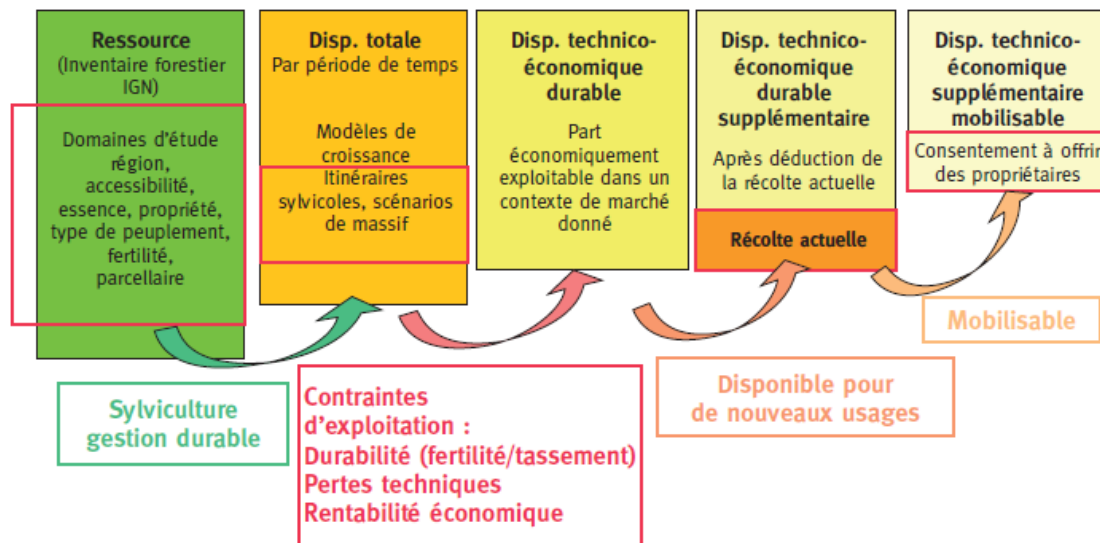 Ressource
(Inventaire forestier
IGN)
Domaines d'étude
région,
accessibilité,
essence, propriété,
type de peuplement,
fertilité,
parcellaire
Disp. totale
Par période de temps
Modèles de
croissance
Itinéraires
sylvicoles, scénarios
de massif
Disp. technico-
économique
durable
Part
économiquement
exploitable dans un
contexte de marché
donné
Disp. technico-
économique
durable
supplémentaire
Après déduction de
la récolte actuelle
Récolte actuelle
Disp. technico-
économique
supplémentaire
mobilisable
Consentement à offrir
des propriétaires
Sylviculture
gestion durable
Contraintes
d'exploitation :
Durabilité (fertilité/tassement)
Pertes techniques
Rentabilité économique
Disponible pour
de nouveaux usages
Mobilisable